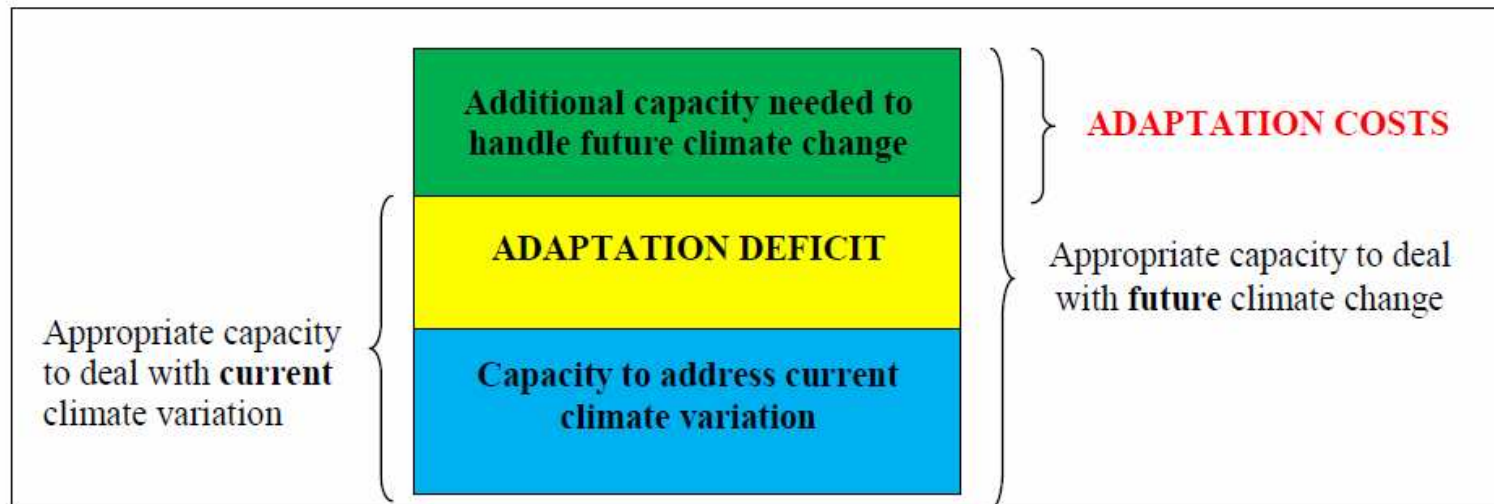 Additional capacity needed to
handle future climate change
ADAPTATION COSTS
ADAPTATION DEFICIT
Appropriate capacity to deal
with future climate change
Appropriate capacity
to deal with current
climate variation
Capacity to address current
climate variation